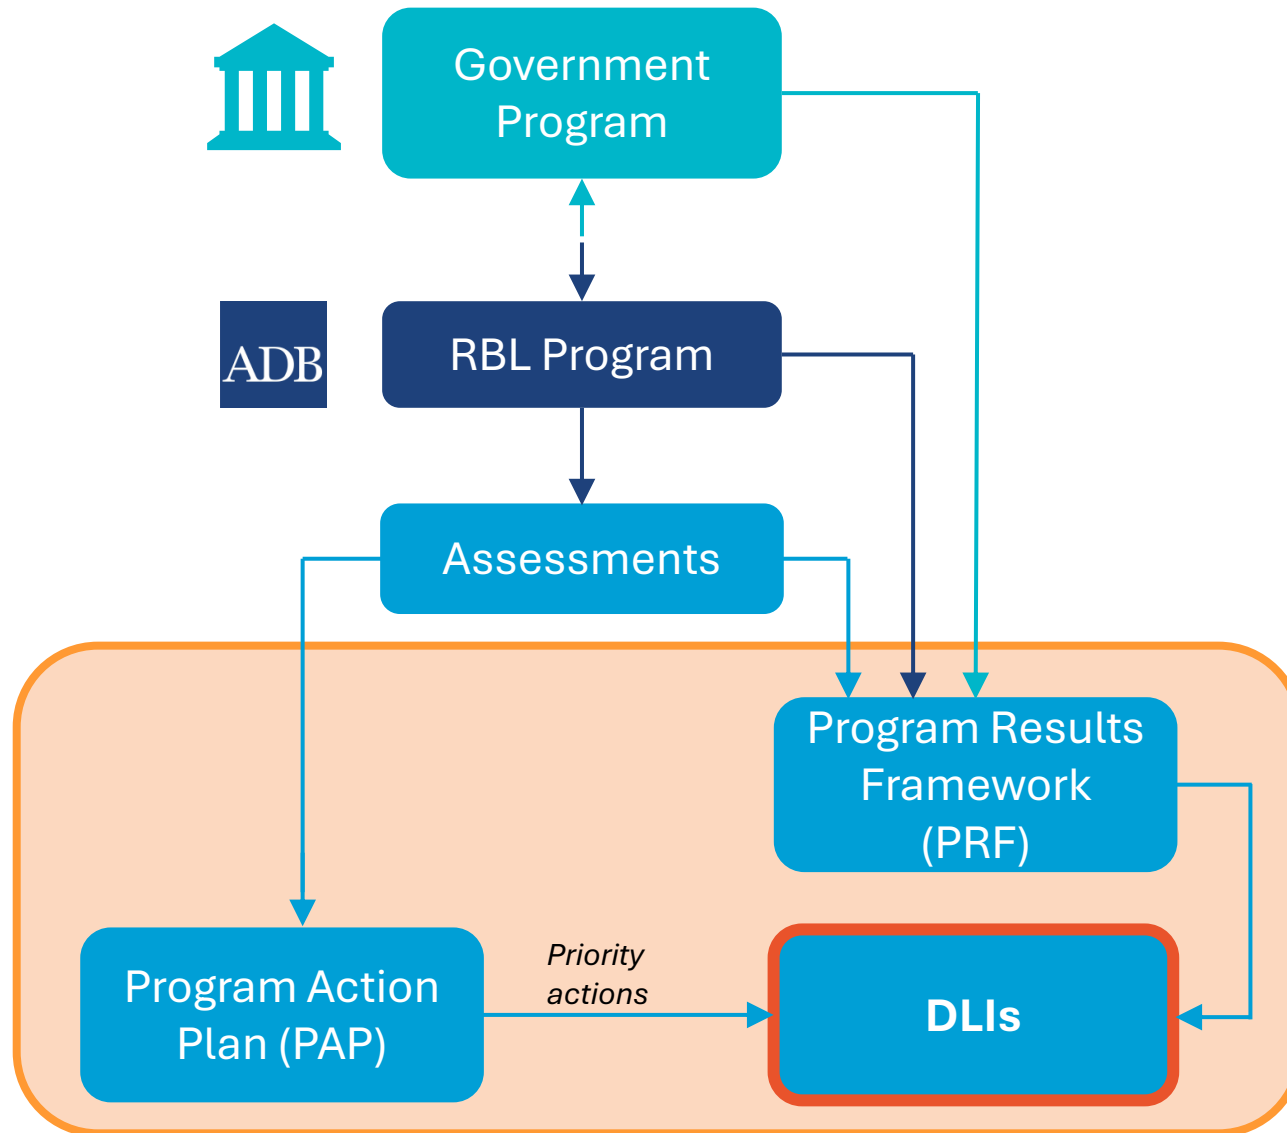 Government
Program
ADB
RBL Program
Assessments
Program Results
Framework
(PRF)
Program Action
Plan (PAP)
Priority
actions
DLIs